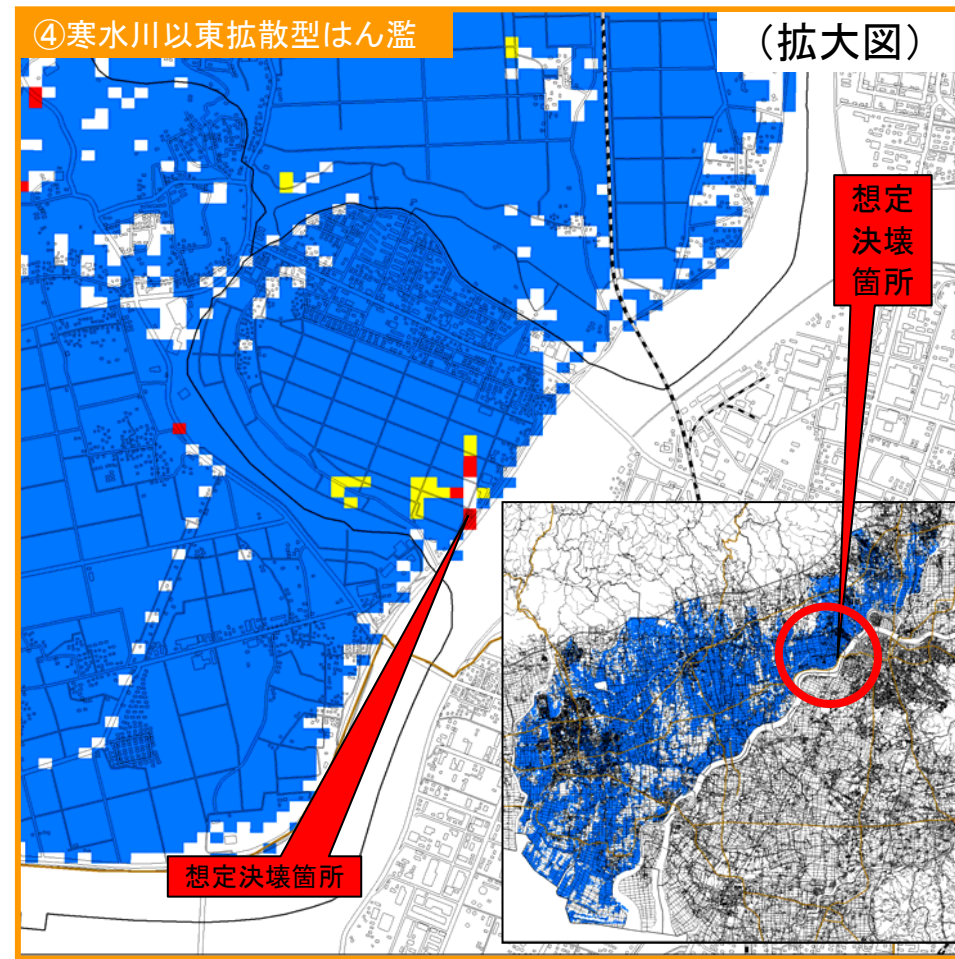 ④寒水川以東拡散型はん濫
（拡大図）
想定
決壊
箇所
想定決壊箇所